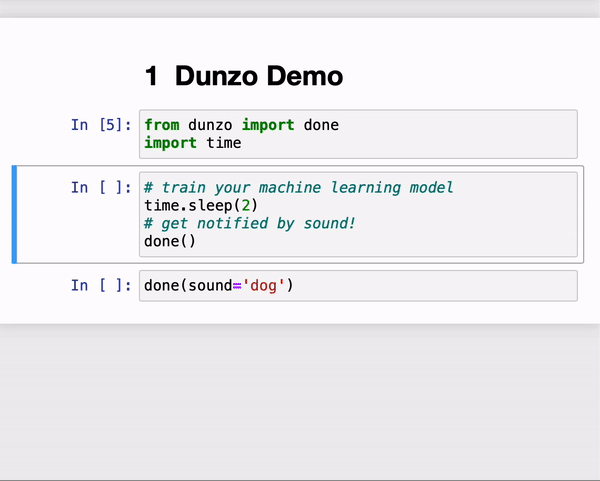 1 Dunzo Demo
In [5]: from dunzo import done
import time
In [ ]: # train your machine learning model
time.sleep(2)
# get notified by sound!
done()
In [ ]: done(sound='dog')